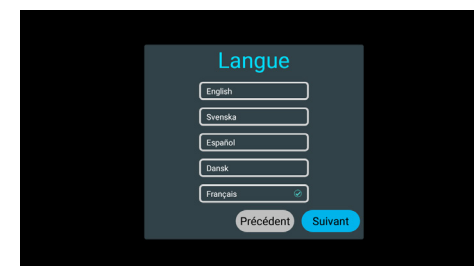 Langue
English
Svenska
Español
Dansk
Français
Précédent Suivant